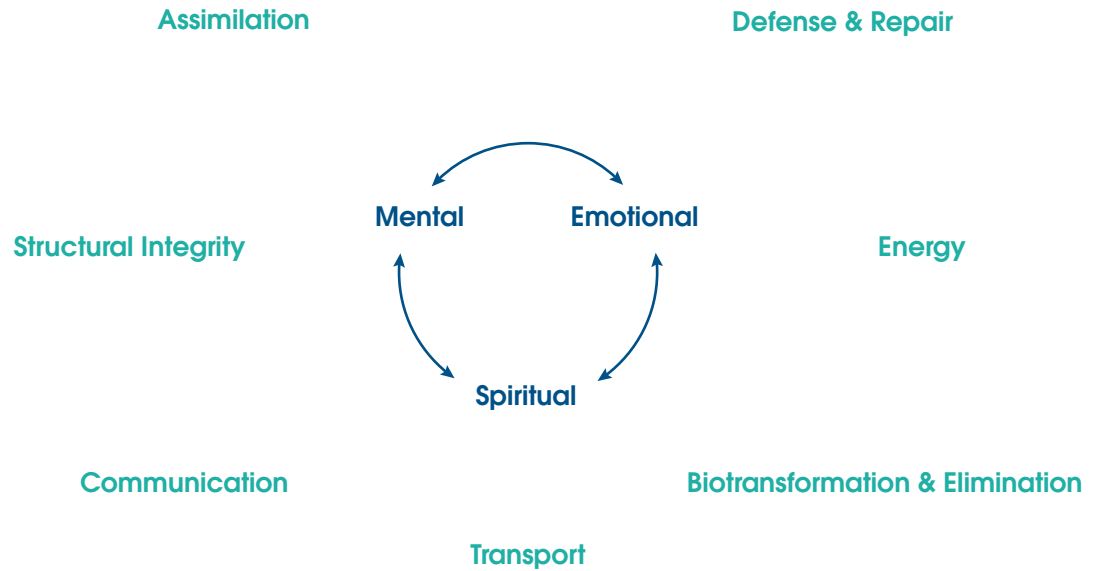 Assimilation
Defense & Repair
Mental
Emotional
Structural Integrity
Energy
Spiritual
Communication
Biotransformation & Elimination
Transport